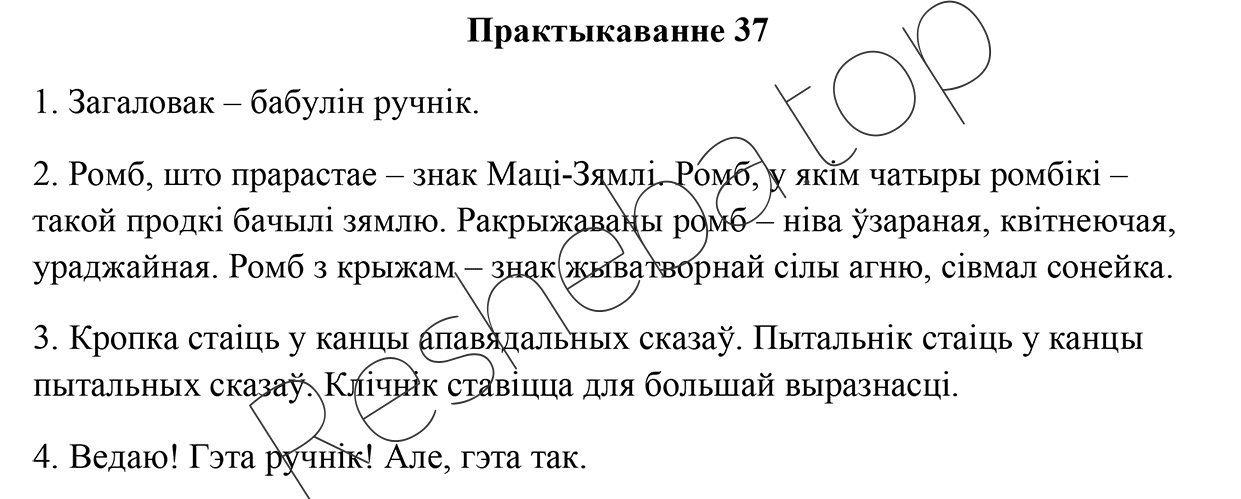 Практыкаванне 37
1. Загаловак – бабулін ручнік.
2. Ромб, што прарастае – знак Маці-Зямлі. Ромб, у якім чатыры ромбікі –
такой продкі бачылі зямлю. Ракрыжаваны ромб – ніва ўзараная, квітнеючая,
ураджайная. Ромб з крыжам – знак жыватворнай сілы агню, сівмал сонейка.
3. Кропка стаіць у канцы апавядальных сказаў. Пытальнік стаіць у канцы
пытальных сказаў. Клічнік ставіцца для большай выразнасці.
4. Ведаю! Гэта ручнік! Але, гэта так.
Resheba top